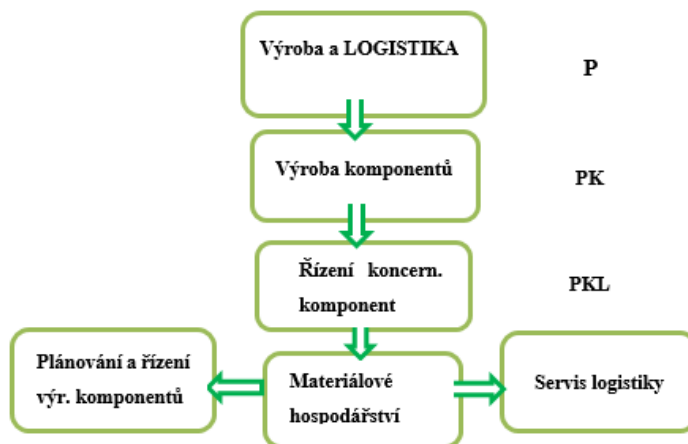 Výroba a LOGISTIKA
P
Výroba komponentů
PK
Řízení koncern.
komponent
PKL
Plánování a řízení
výr. komponentů
Materiálové
hospodářství
Servis logistiky